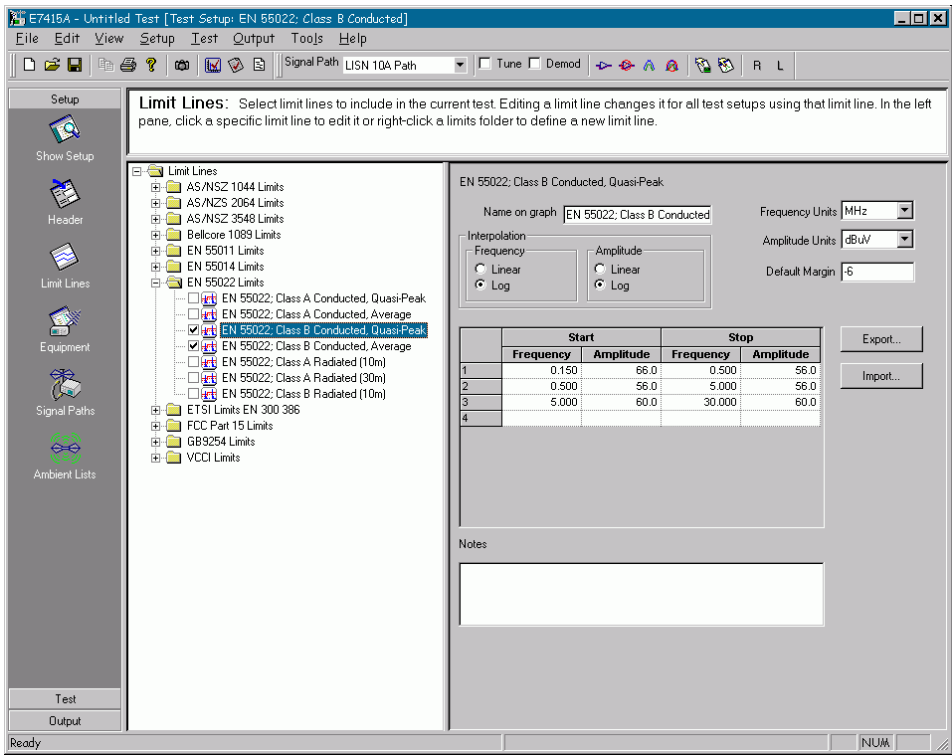 E7415A - Untitled Test [Test Setup: EN 55022; Class B Conducted]
File Edit View Setup Test Output Tools Help
Signal Path LISN 10A Path Tune Demod R L
Setup
Show Setup
Header
Limit Lines
Equipment
Signal Paths
Ambient Lists
Test
Output
Limit Lines: Select limit lines to include in the current test. Editing a limit line changes it for all test setups using that limit line. In the left
pane, click a specific limit line to edit it or right-click a limits folder to define a new limit line.
Limit Lines
AS/NSZ 1044 Limits
AS/NZS 2064 Limits
AS/NSZ 3548 Limits
Bellcore 1089 Limits
EN 55011 Limits
EN 55014 Limits
EN 55022 Limits
EN 55022; Class A Conducted, Quasi-Peak
EN 55022; Class A Conducted, Average
EN 55022; Class B Conducted, Quasi-Peak
EN 55022; Class B Conducted, Average
EN 55022; Class A Radiated (10m)
EN 55022; Class A Radiated (30m)
EN 55022; Class B Radiated (10m)
ETSI Limits EN 300 386
FCC Part 15 Limits
GB9254 Limits
VCCI Limits
EN 55022; Class B Conducted, Quasi-Peak
Name on graph EN 55022; Class B Conducted
Frequency Units MHz
Amplitude Units dBuV
Default Margin -6
Interpolation
Frequency Amplitude
Linear Linear
Log Log
Start Stop
Frequency Amplitude Frequency Amplitude
1 0.150 66.0 0.500 56.0
2 0.500 56.0 5.000 56.0
3 5.000 60.0 30.000 60.0
4
Export...
Import...
Notes
Ready NUM